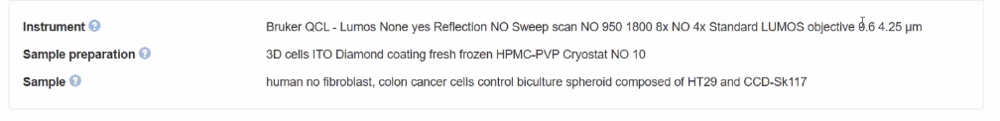 Instrument ? Bruker QCL - Lumos None yes Reflection NO Sweep scan NO 950 1800 8x NO 4x Standard LUMOS objective 0.6 4.25 µm
Sample preparation ? 3D cells ITO Diamond coating fresh frozen HPMC-PVP Cryostat NO 10
Sample ? human no fibroblast, colon cancer cells control biculture spheroid composed of HT29 and CCD-Sk117